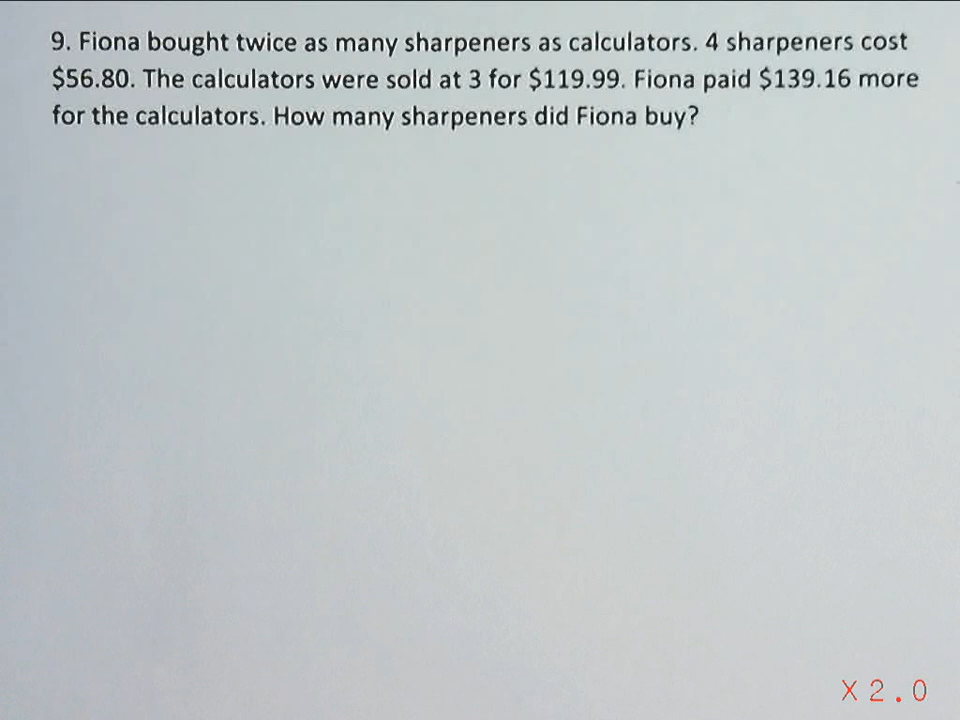 9. Fiona bought twice as many sharpeners as calculators. 4 sharpeners cost
$56.80. The calculators were sold at 3 for $119.99. Fiona paid $139.16 more
for the calculators. How many sharpeners did Fiona buy?
X2.0